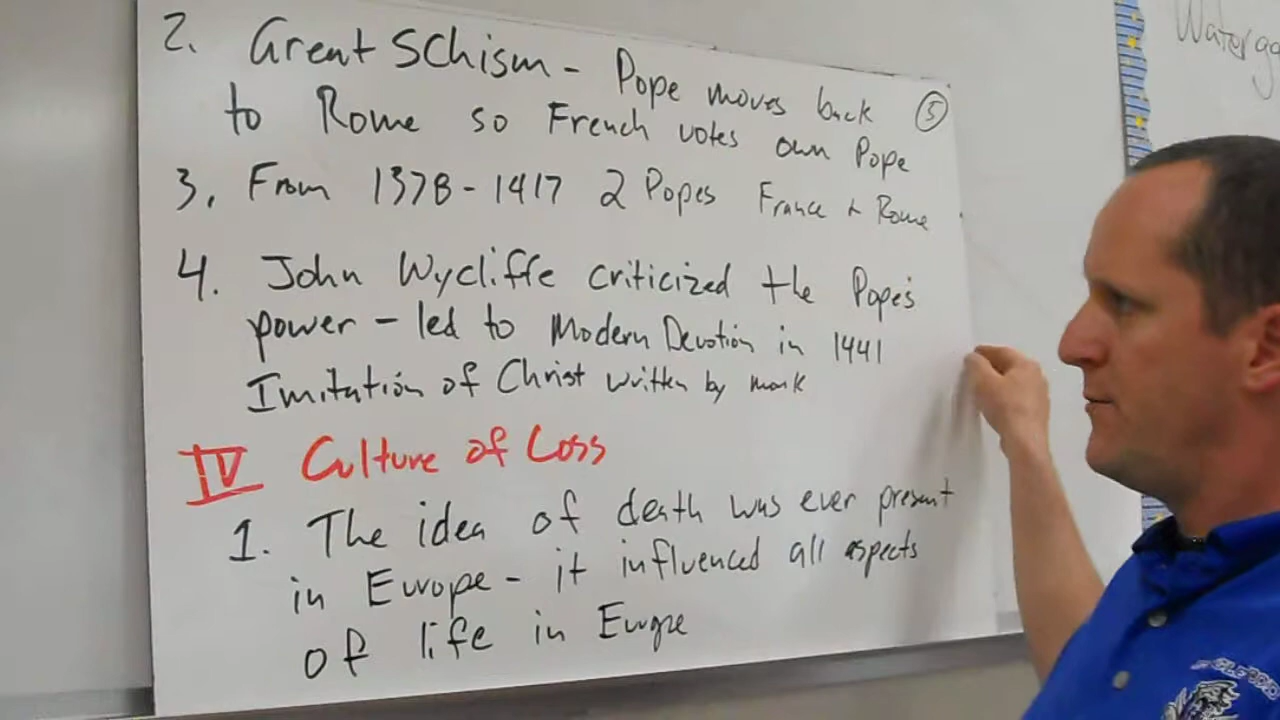 2. Great Schism - Pope moves back
to Rome so French votes own Pope
5
3. From 1378-1417 2 Popes France + Rome
4. John Wycliffe criticized the Pope's
power - led to Modern Devotion in 1441
Imitation of Christ written by monk
IV Culture of Loss
1. The idea of death was ever present
in Europe - it influenced all aspects
of life in Europe